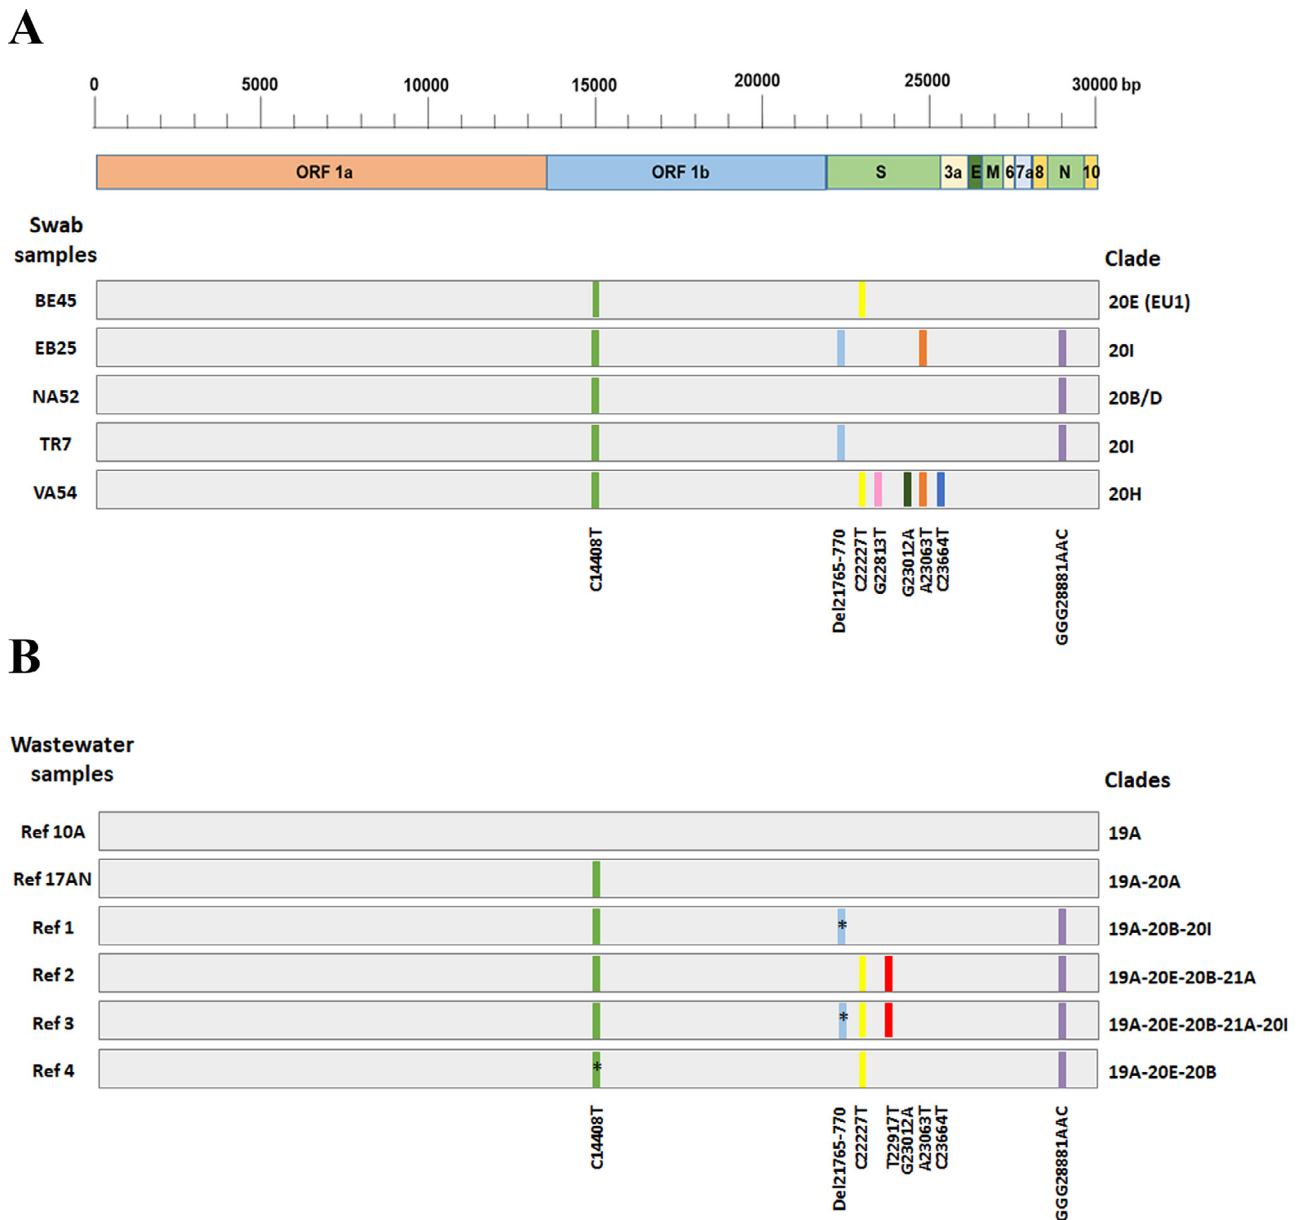 A
0 5000 10000 15000 20000 25000 30000 bp
ORF 1a ORF 1b S 3a E M 6 7a 8 N 10
Swab
samples
Clade
BE45 20E (EU1)
EB25 20I
NA52 20B/D
TR7 20I
VA54 20H
C14408T
Del21765-770
C22227T
G22813T
G23012A
A23063T
C23664T
GGG28881AAC
B
Wastewater
samples
Clades
Ref 10A 19A
Ref 17AN 19A-20A
Ref 1 * 19A-20B-20I
Ref 2 19A-20E-20B-21A
Ref 3 * 19A-20E-20B-21A-20I
Ref 4 * 19A-20E-20B
C14408T
Del21765-770
C22227T
T22917T
G23012A
A23063T
C23664T
GGG28881AAC